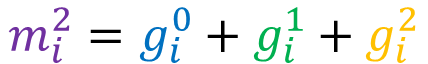 m_i^2 = g_i^0 + g_i^1 + g_i^2